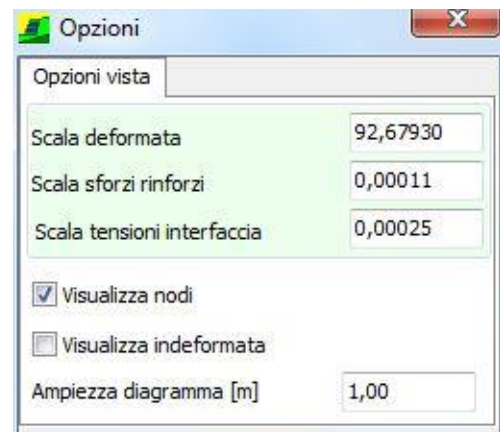 Opzioni
Opzioni vista
Scala deformata 92,67930
Scala sforzi rinforzi 0,00011
Scala tensioni interfaccia 0,00025
Visualizza nodi
Visualizza indeformata
Ampiezza diagramma [m] 1,00